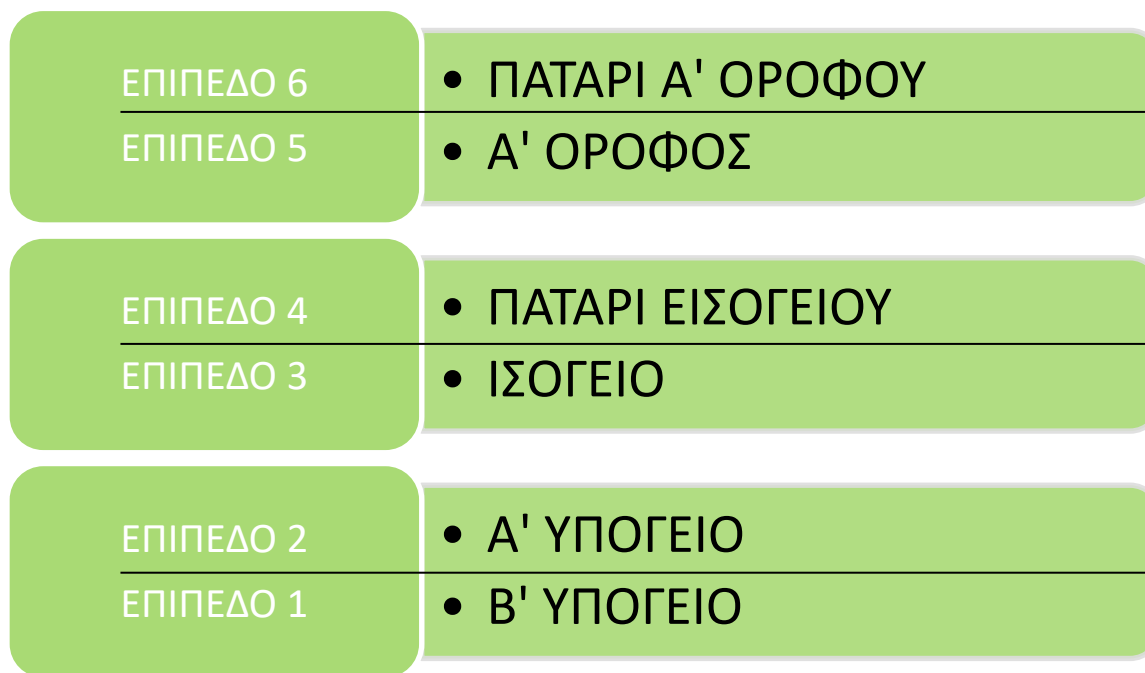 ΕΠΙΠΕΔΟ 6 • ΠΑΤΑΡΙ Α' ΟΡΟΦΟΥ
ΕΠΙΠΕΔΟ 5 • Α' ΟΡΟΦΟΣ
ΕΠΙΠΕΔΟ 4 • ΠΑΤΑΡΙ ΕΙΣΟΓΕΙΟΥ
ΕΠΙΠΕΔΟ 3 • ΙΣΟΓΕΙΟ
ΕΠΙΠΕΔΟ 2 • Α' ΥΠΟΓΕΙΟ
ΕΠΙΠΕΔΟ 1 • Β' ΥΠΟΓΕΙΟ